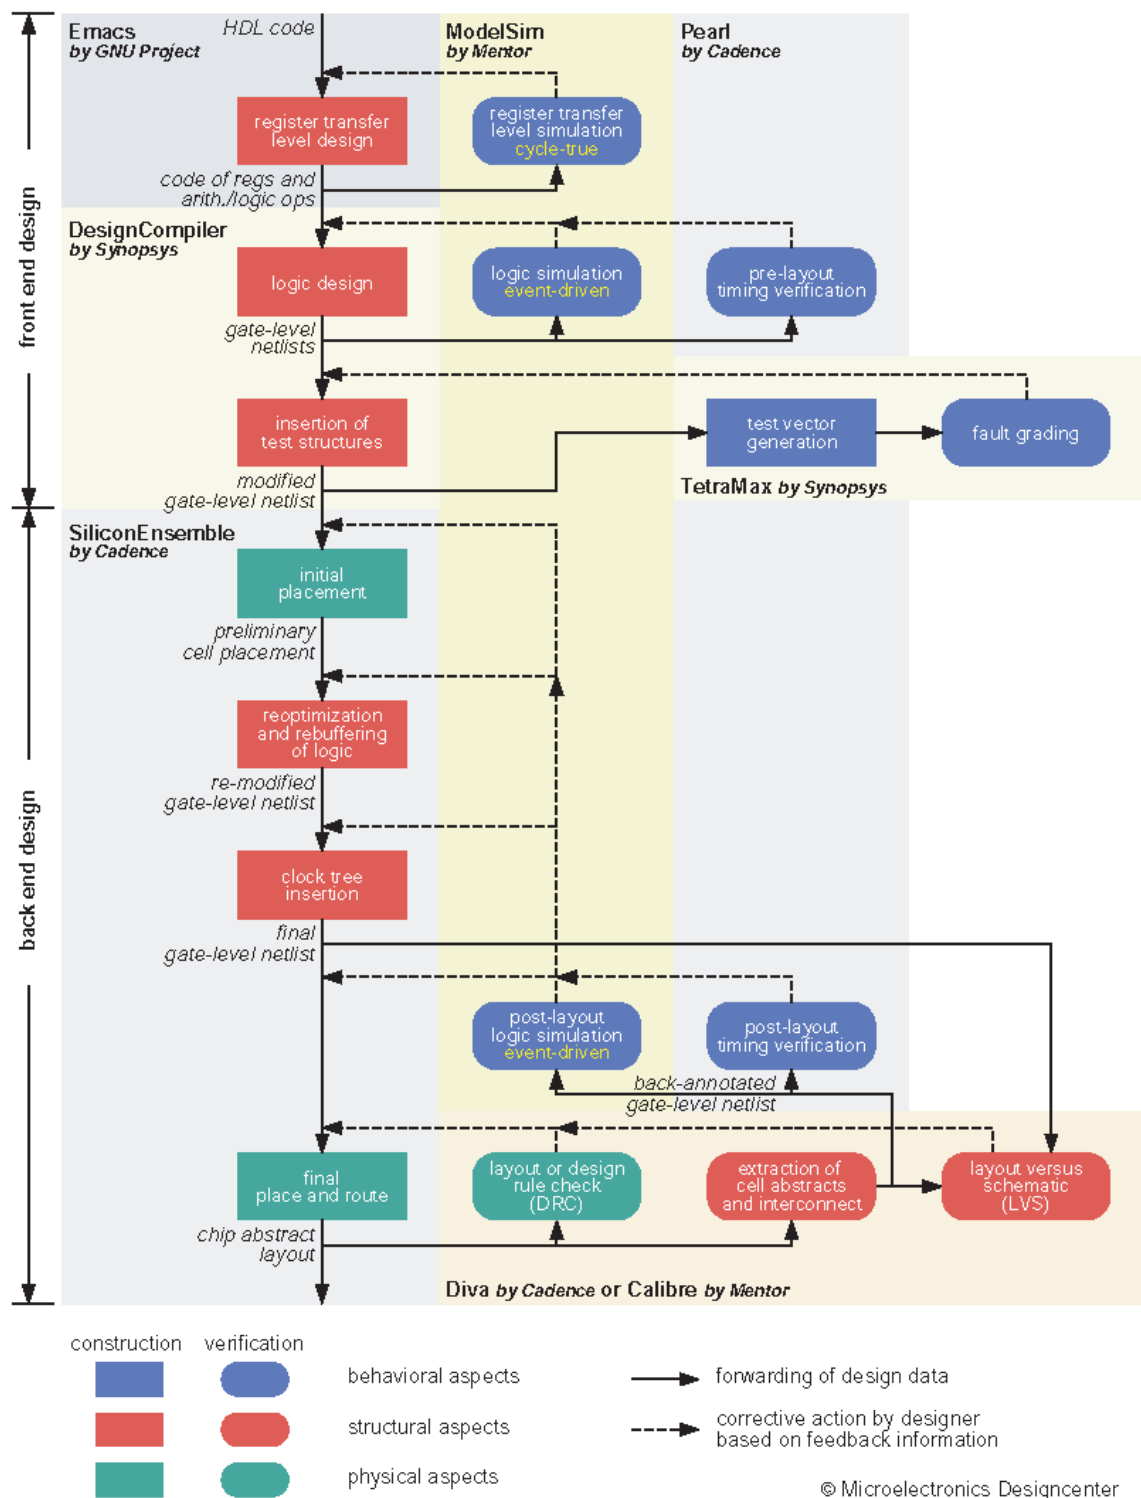 Emacs
by GNU Project
HDL code
ModelSim
by Mentor
Pearl
by Cadence
register transfer
level design
register transfer
level simulation
cycle-true
code of regs and
arith./logic ops
front end design
DesignCompiler
by Synopsys
logic design
logic simulation
event-driven
pre-layout
timing verification
gate-level
netlists
insertion of
test structures
test vector
generation
fault grading
modified
gate-level netlist
TetraMax by Synopsys
SiliconEnsemble
by Cadence
initial
placement
preliminary
cell placement
reoptimization
and rebuffering
of logic
re-modified
gate-level netlist
back end design
clock tree
insertion
final
gate-level netlist
post-layout
logic simulation
event-driven
post-layout
timing verification
back-annotated
gate-level netlist
final
place and route
layout or design
rule check
(DRC)
extraction of
cell abstracts
and interconnect
layout versus
schematic
(LVS)
chip abstract
layout
Diva by Cadence or Calibre by Mentor
construction verification
behavioral aspects
forwarding of design data
structural aspects
corrective action by designer
based on feedback information
physical aspects
© Microelectronics Designcenter